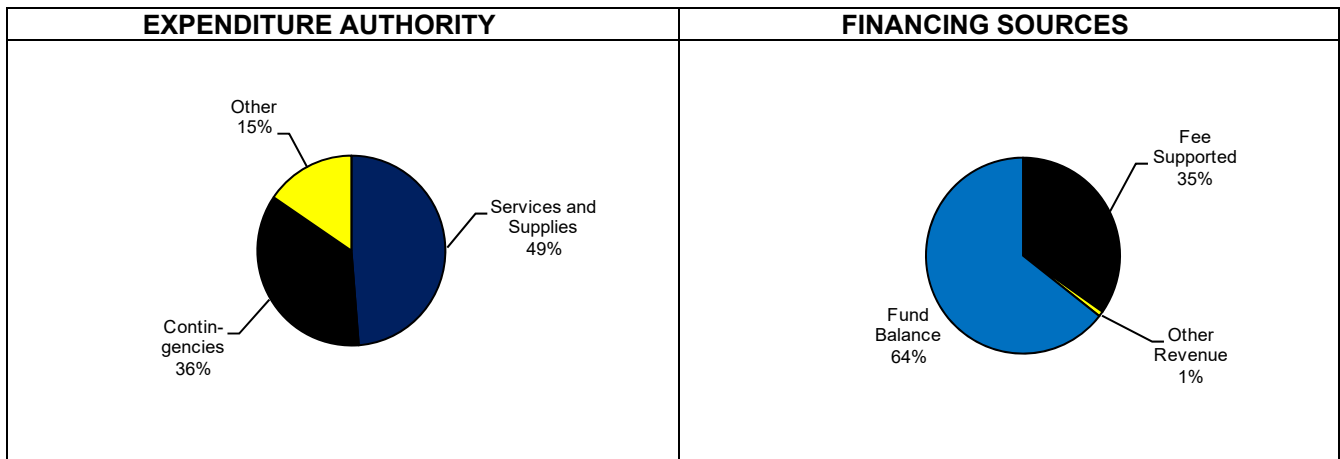 EXPENDITURE AUTHORITY
Other
15%
Services and
Supplies
49%
Contin-
gencies
36%
FINANCING SOURCES
Fee
Supported
35%
Fund
Balance
64%
Other
Revenue
1%